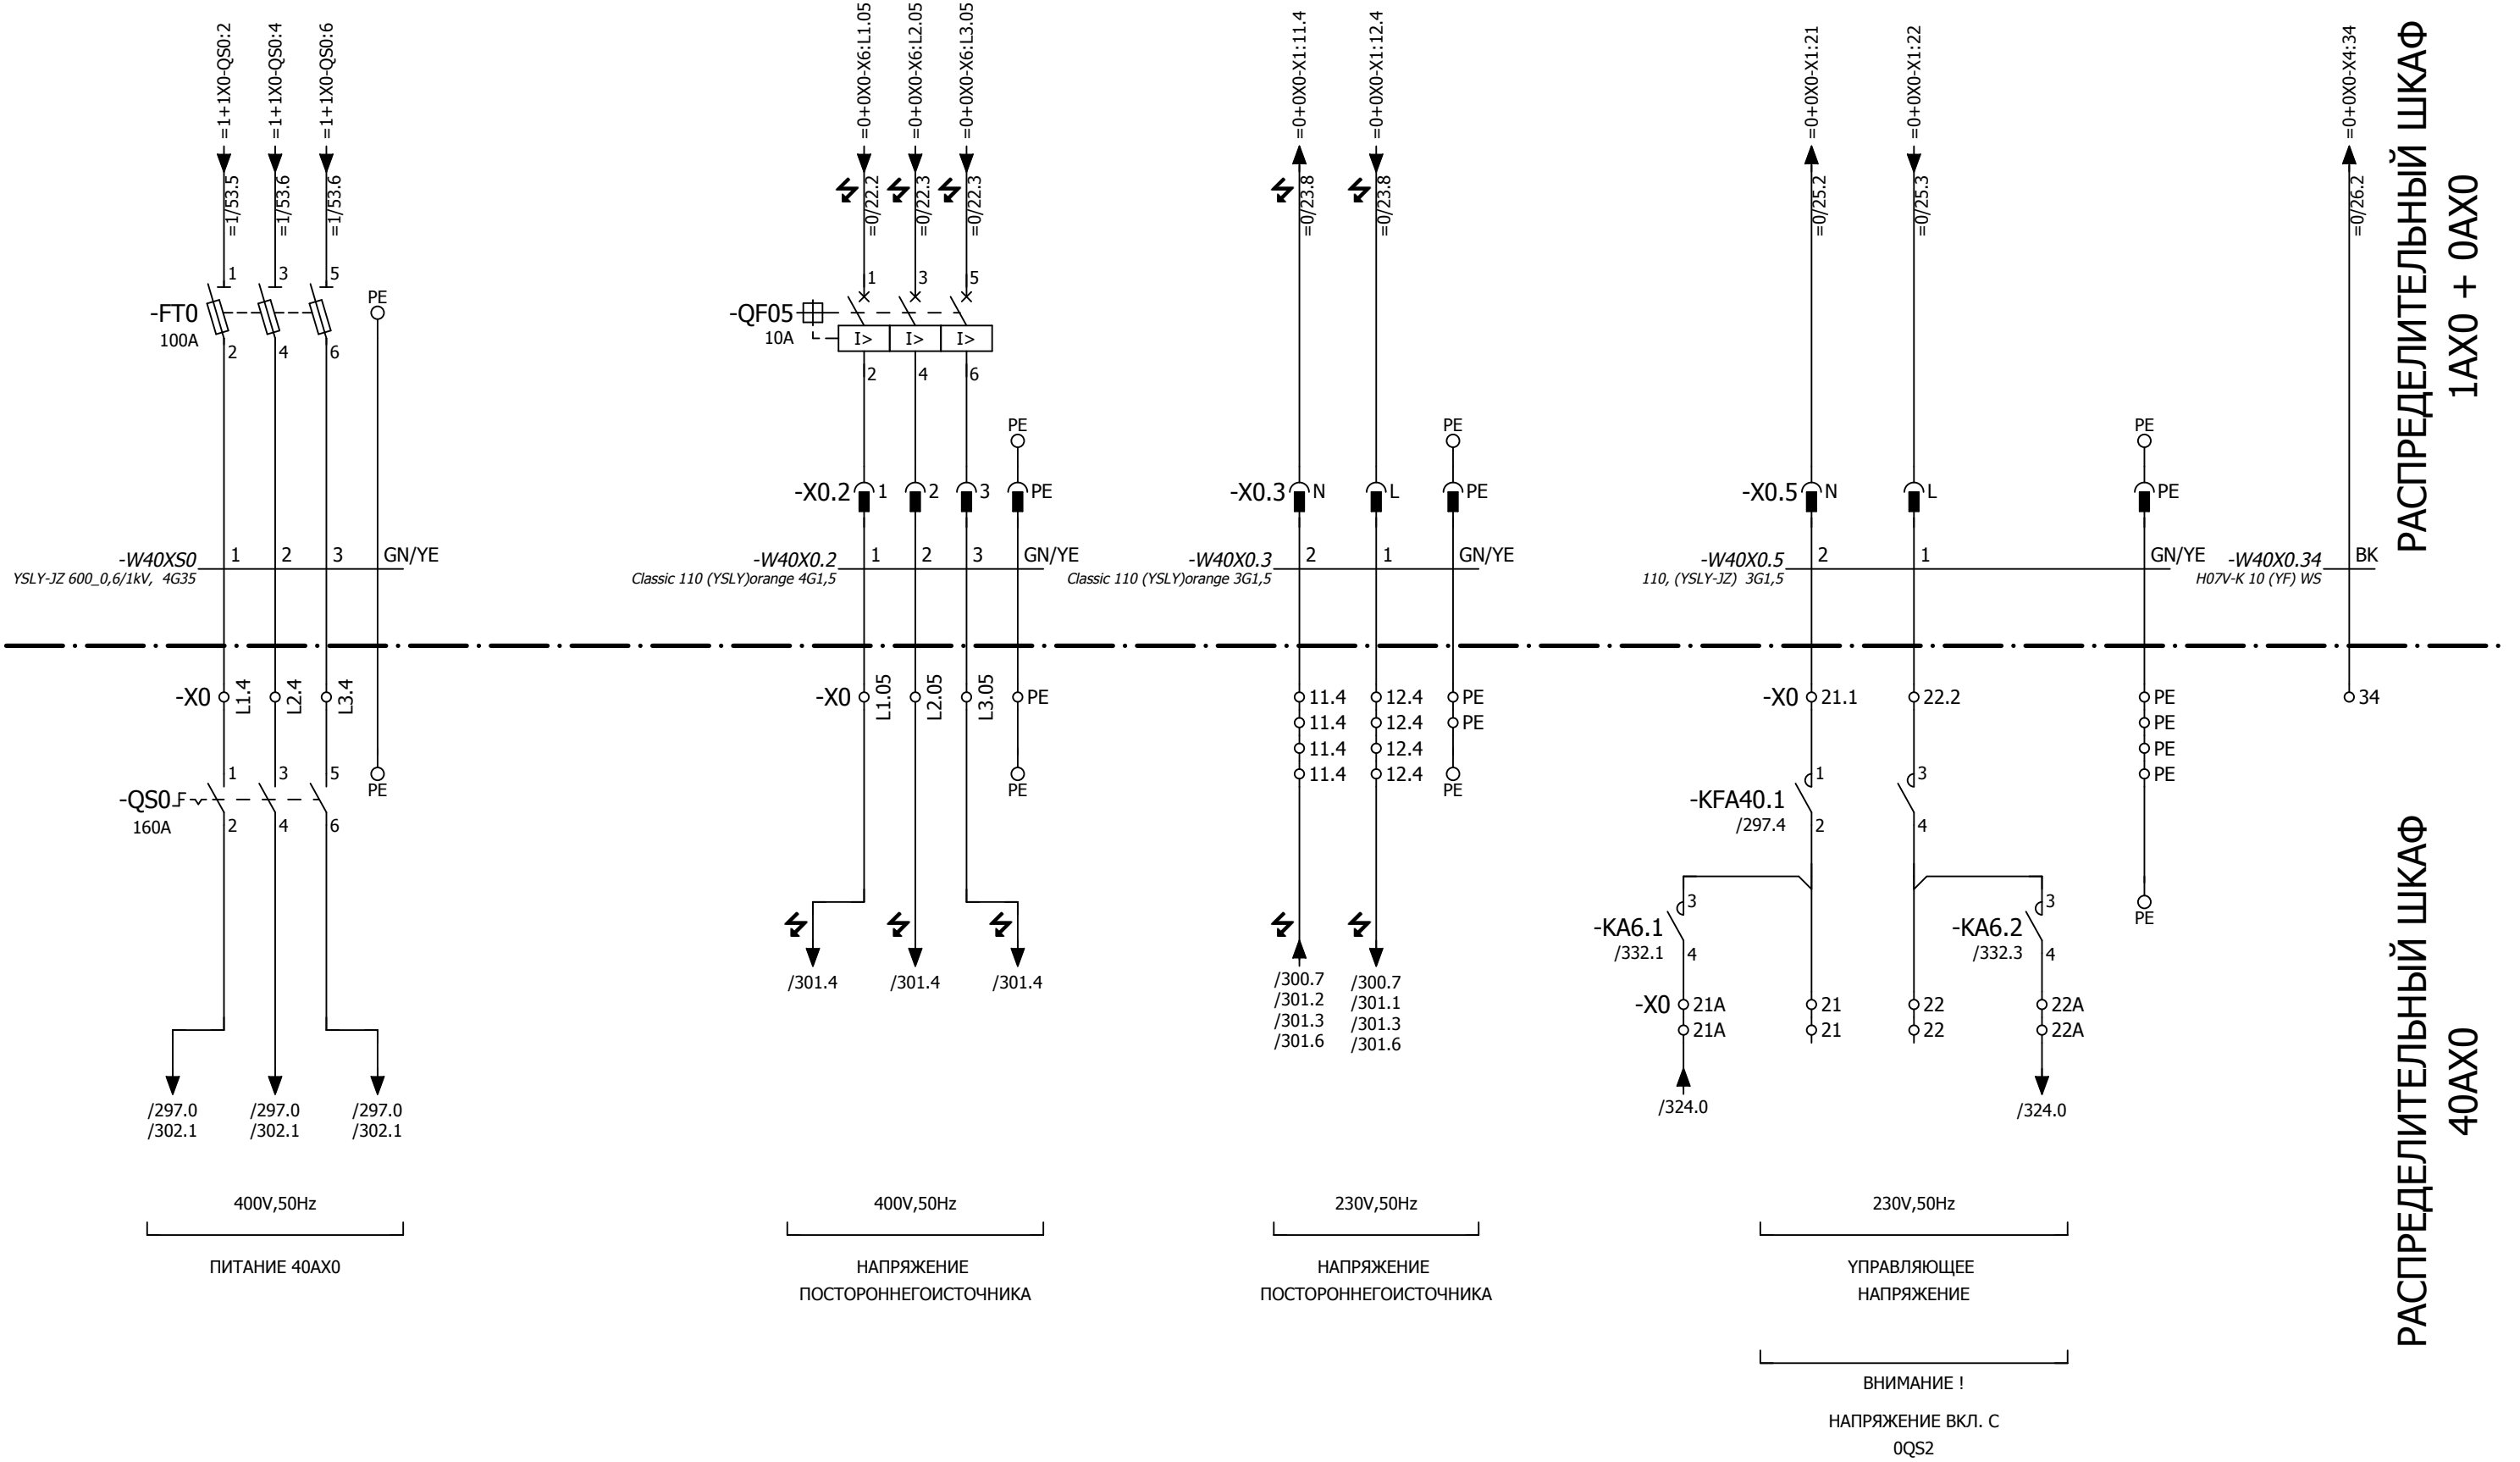 =1+1X0-QS0:2
=1+1X0-QS0:4
=1+1X0-QS0:6
=0+0X0-X6:L1.05
=0+0X0-X6:L2.05
=0+0X0-X6:L3.05
=0+0X0-X1:11.4
=0+0X0-X1:12.4
=0+0X0-X1:21
=0+0X0-X1:22
=0+0X0-X4:34
=1/53.5
=1/53.6
=1/53.6
=0/22.2
=0/22.3
=0/22.3
=0/23.8
=0/23.8
=0/25.2
=0/25.3
=0/26.2
РАСПРЕДЕЛИТЕЛЬНЫЙ ШКАФ
1AX0 + 0AX0
1 3 5
-FT0
100A
2 4 6
PE
1 3 5
-QF05
10A
I> I> I>
2 4 6
PE
PE
PE
-X0.2 1 2 3 PE
-X0.3 N L PE
-X0.5 N L PE
-W40XS0 1 2 3 GN/YE
YSLY-JZ 600_0,6/1kV, 4G35
-W40X0.2 1 2 3 GN/YE
Classic 110 (YSLY)orange 4G1,5
-W40X0.3 2 1 GN/YE
Classic 110 (YSLY)orange 3G1,5
-W40X0.5 2 1 GN/YE
110, (YSLY-JZ) 3G1,5
-W40X0.34 BK
H07V-K 10 (YF) WS
-X0 L1.4 L2.4 L3.4
-X0 L1.05 L2.05 L3.05 PE
11.4 12.4 PE
11.4 12.4 PE
11.4 12.4
11.4 12.4
PE
-X0 21.1 22.2 PE
PE
PE
PE
34
1 3 5
-QS0
160A
2 4 6
PE
PE
1 3
-KFA40.1
/297.4
2 4
3
-KA6.1
/332.1
4
3
-KA6.2
/332.3
4
PE
-X0 21A 21 22 22A
21A 21 22 22A
/301.4 /301.4 /301.4
/300.7 /300.7
/301.2 /301.1
/301.3 /301.3
/301.6 /301.6
/324.0 /324.0
/297.0 /297.0 /297.0
/302.1 /302.1 /302.1
РАСПРЕДЕЛИТЕЛЬНЫЙ ШКАФ
40AX0
400V,50Hz
ПИТАНИЕ 40AX0
400V,50Hz
НАПРЯЖЕНИЕ
ПОСТОРОННЕГОИСТОЧНИКА
230V,50Hz
НАПРЯЖЕНИЕ
ПОСТОРОННЕГОИСТОЧНИКА
230V,50Hz
YПРАВЛЯЮЩЕЕ
НАПРЯЖЕНИЕ
ВНИМАНИЕ !
НАПРЯЖЕНИЕ ВКЛ. С
0QS2